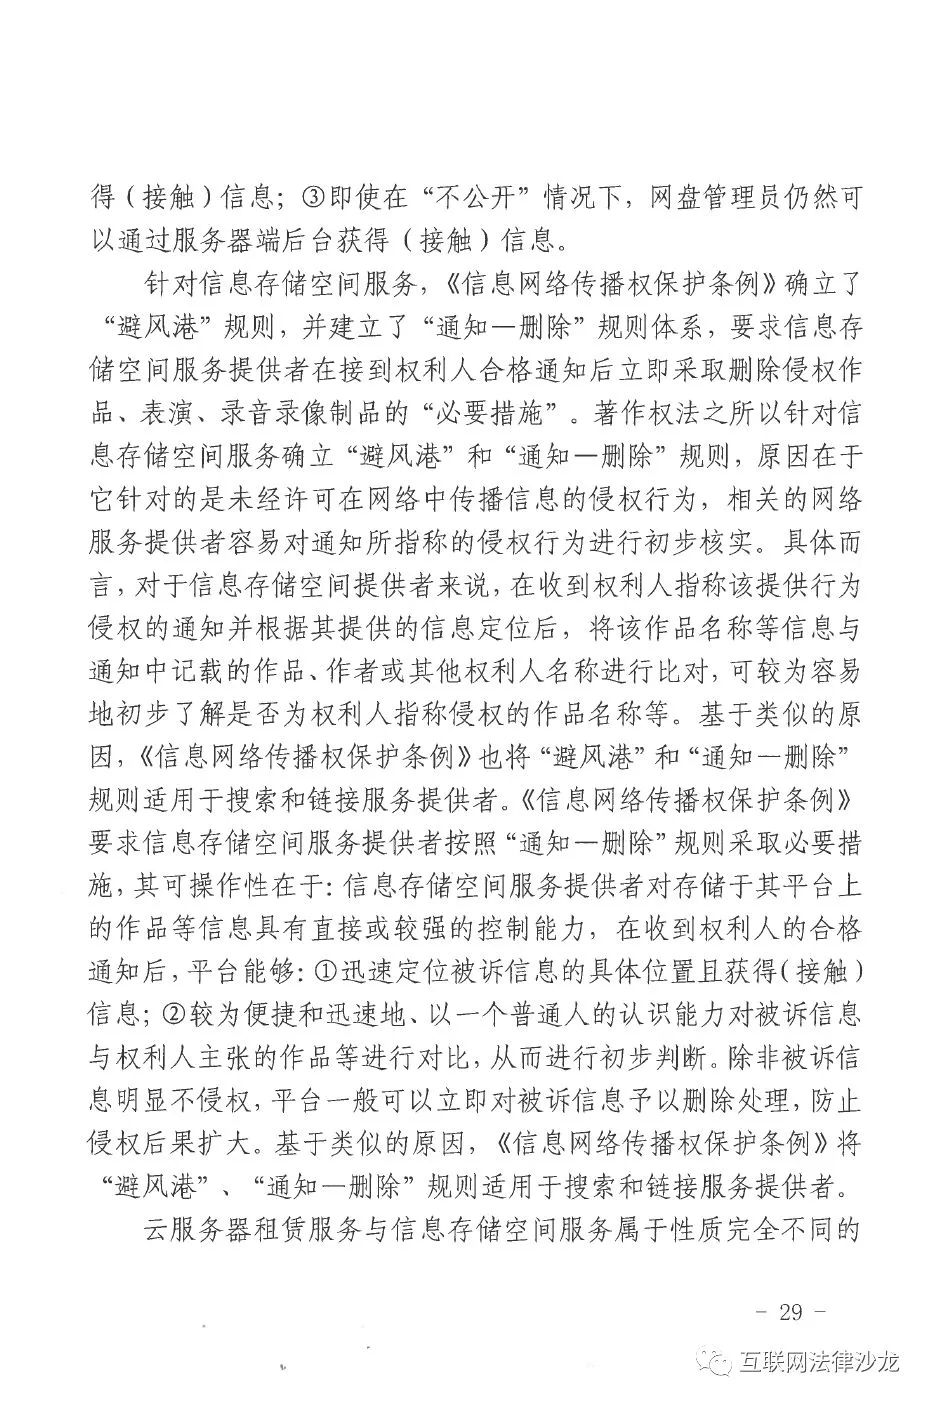 得（接触）信息；③即使在“不公开”情况下，网盘管理员仍然可
以通过服务器端后台获得（接触）信息。
针对信息存储空间服务，《信息网络传播权保护条例》确立了
“避风港”规则，并建立了“通知—删除”规则体系，要求信息存
储空间服务提供者在接到权利人合格通知后立即采取删除侵权作
品、表演、录音录像制品的“必要措施”。著作权法之所以针对信
息存储空间服务确立“避风港”和“通知—删除”规则，原因在于
它针对的是未经许可在网络中传播信息的侵权行为，相关的网络
服务提供者容易对通知所指称的侵权行为进行初步核实。具体而
言，对于信息存储空间提供者来说，在收到权利人指称该提供行为
侵权的通知并根据其提供的信息定位后，将该作品名称等信息与
通知中记载的作品、作者或其他权利人名称进行比对，可较为容易
地初步了解是否为权利人指称侵权的作品名称等。基于类似的原
因，《信息网络传播权保护条例》也将“避风港”和“通知—删除”
规则适用于搜索和链接服务提供者。《信息网络传播权保护条例》
要求信息存储空间服务提供者按照“通知—删除”规则采取必要措
施，其可操作性在于：信息存储空间服务提供者对存储于其平台上
的作品等信息具有直接或较强的控制能力，在收到权利人的合格
通知后，平台能够：①迅速定位被诉信息的具体位置且获得（接触）
信息；②较为便捷和迅速地、以一个普通人的认识能力对被诉信息
与权利人主张的作品等进行对比，从而进行初步判断。除非被诉信
息明显不侵权，平台一般可以立即对被诉信息予以删除处理，防止
侵权后果扩大。基于类似的原因，《信息网络传播权保护条例》将
“避风港”、“通知—删除”规则适用于搜索和链接服务提供者。
云服务器租赁服务与信息存储空间服务属于性质完全不同的
- 29 -
互联网法律沙龙